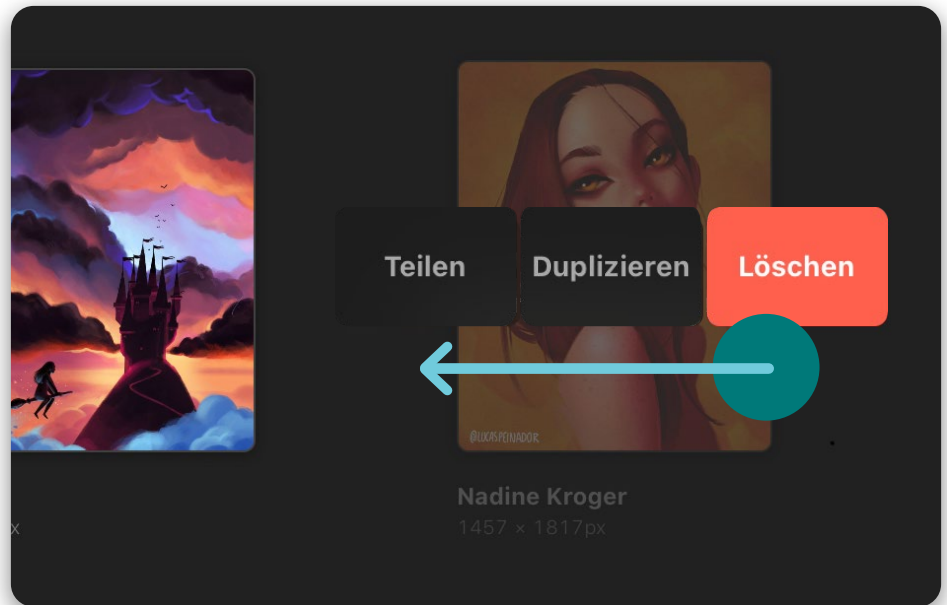 Teilen
Duplizieren
Löschen
@LUCASPEINADOR
Nadine Kroger
1457 × 1817px
x